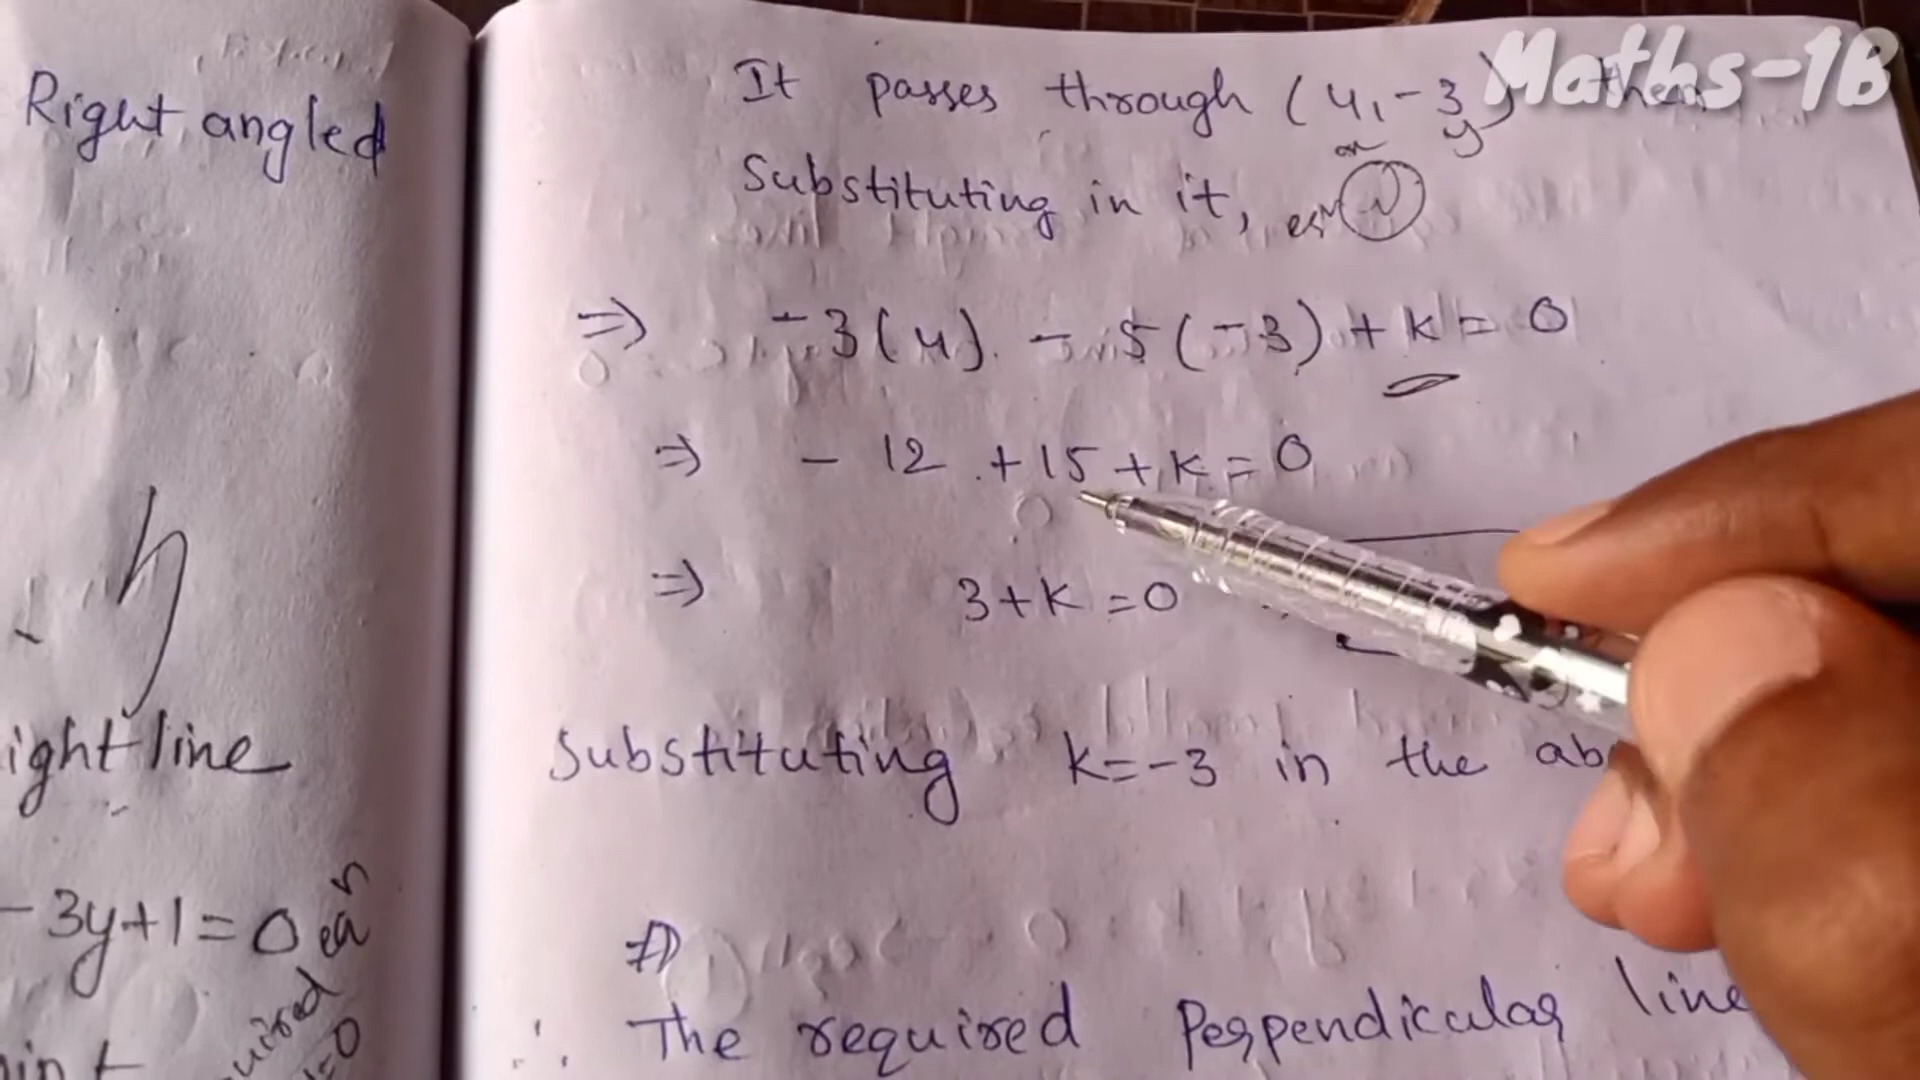 Right angled
ight line
- 3y+1=0
Maths-1B
It passes through (4, -3) then
y
Substituting in it,
⇒ -3(4) - 5(-3) + k = 0
⇒ - 12 + 15 + k = 0
⇒ 3+k = 0
Substituting k=-3 in the ab
∴ The required Perpendicular line